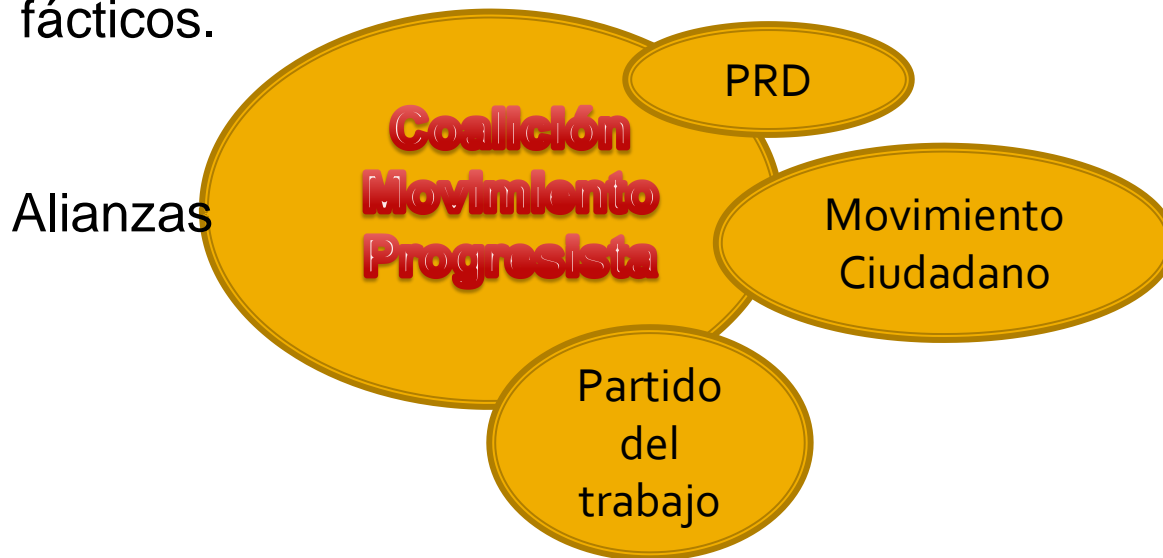 fácticos.
PRD
Coalición
Movimiento
Progresista
Alianzas
Movimiento
Ciudadano
Partido
del
trabajo